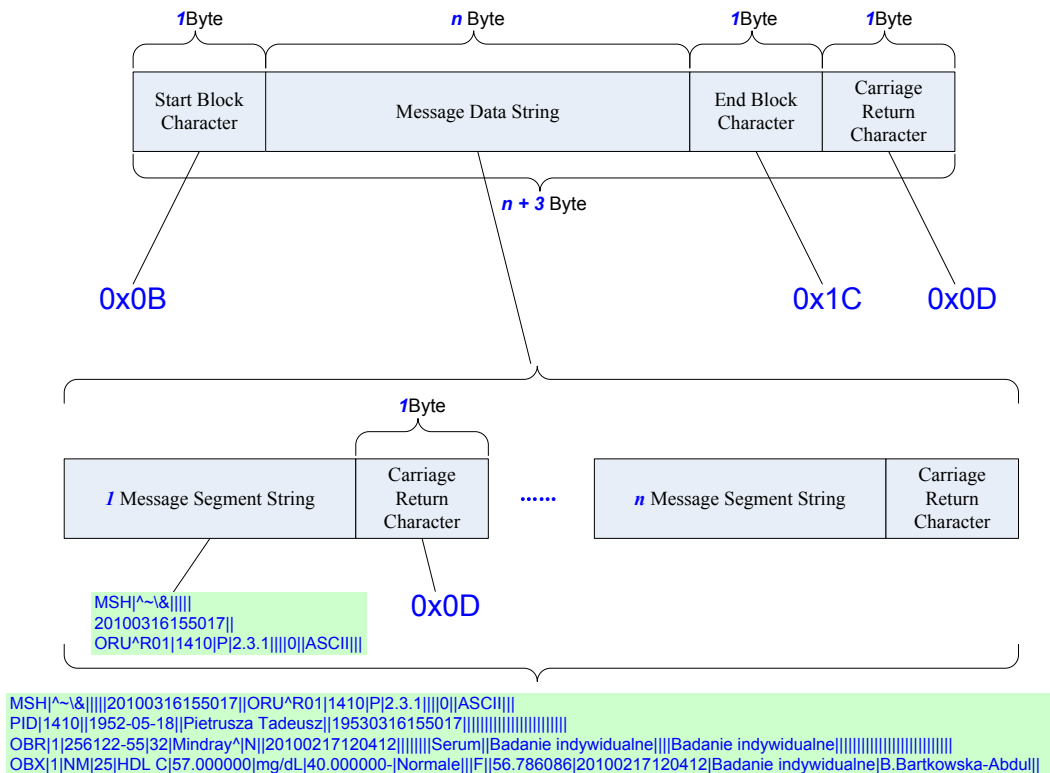 1Byte
n Byte
1Byte
1Byte
Start Block
Character
Message Data String
End Block
Character
Carriage
Return
Character
n + 3 Byte
0x0B
0x1C
0x0D
1Byte
1 Message Segment String
Carriage
Return
Character
......
n Message Segment String
Carriage
Return
Character
MSH|^~\&|||||
20100316155017||
ORU^R01|1410|P|2.3.1||||0||ASCII|||
0x0D
MSH|^~\&|||||20100316155017||ORU^R01|1410|P|2.3.1||||0||ASCII|||
PID|1410||1952-05-18||Pietrusza Tadeusz||19530316155017||||||||||||||||||||||||
OBR|1|256122-55|32|Mindray^|N||20100217120412||||||||Serum||Badanie indywidualne||||Badanie indywidualne|||||||||||||||||||||||||||
OBX|1|NM|25|HDL C|57.000000|mg/dL|40.000000-|Normale|||F||56.786086|20100217120412|Badanie indywidualne|B.Bartkowska-Abdul||